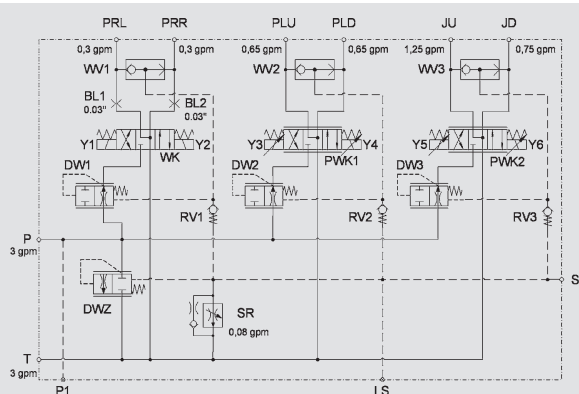 PRL PRR PLU PLD JU JD
0,3 gpm 0,3 gpm 0,65 gpm 0,65 gpm 1,25 gpm 0,75 gpm
WV1 WV2 WV3
BL1 BL2
0.03" 0.03"
Y1 WK Y2 Y3 PWK1 Y4 Y5 PWK2 Y6
DW1 DW2 DW3
RV1 RV2 RV3
P
3 gpm
S
DWZ SR
0,08 gpm
T
3 gpm
P1 LS